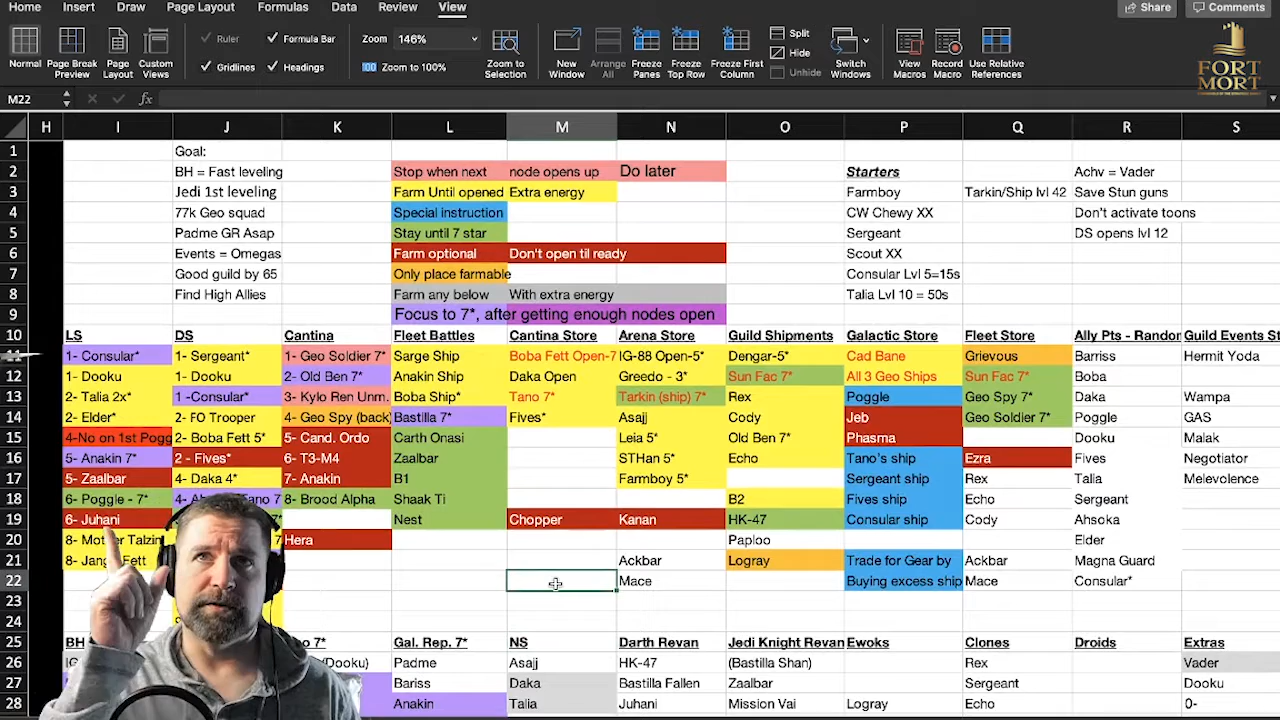 Home Insert Draw Page Layout Formulas Data Review View Share Comments
Normal Page Break Preview Page Layout Custom Views Ruler Formula Bar Gridlines Headings Zoom 146% Zoom to 100% Zoom to Selection New Window Arrange All Freeze Panes Freeze Top Row Freeze First Column Split Hide Unhide Switch Windows View Macros Record Macro Use Relative References
FORT
MORT
M22 fx
H I J K L M N O P Q R S
1 Goal:
2 BH = Fast leveling Stop when next node opens up Do later Starters Achv = Vader
3 Jedi 1st leveling Farm Until opened Extra energy Farmboy Tarkin/Ship lvl 42 Save Stun guns
4 77k Geo squad Special instruction CW Chewy XX Don't activate toons
5 Padme GR Asap Stay until 7 star Sergeant DS opens lvl 12
6 Events = Omegas Farm optional Don't open til ready Scout XX
7 Good guild by 65 Only place farmable Consular Lvl 5=15s
8 Find High Allies Farm any below With extra energy Talia Lvl 10 = 50s
9 Focus to 7*, after getting enough nodes open
10 LS DS Cantina Fleet Battles Cantina Store Arena Store Guild Shipments Galactic Store Fleet Store Ally Pts - Randor Guild Events St
11 1- Consular* 1- Sergeant* 1- Geo Soldier 7* Sarge Ship Boba Fett Open-7 IG-88 Open-5* Dengar-5* Cad Bane Grievous Barriss Hermit Yoda
12 1- Dooku 1- Dooku 2- Old Ben 7* Anakin Ship Daka Open Greedo - 3* Sun Fac 7* All 3 Geo Ships Sun Fac 7* Boba
13 2- Talia 2x* 1 -Consular* 3- Kylo Ren Unm. Boba Ship* Tano 7* Tarkin (ship) 7* Rex Poggle Geo Spy 7* Daka Wampa
14 2- Elder* 2- FO Trooper 4- Geo Spy (back) Bastilla 7* Fives* Asajj Cody Jeb Geo Soldier 7* Poggle GAS
15 4-No on 1st Pogg 2- Boba Fett 5* 5- Cand. Ordo Carth Onasi Leia 5* Old Ben 7* Phasma Dooku Malak
16 5- Anakin 7* 2 - Fives* 6- T3-M4 Zaalbar STHan 5* Echo Tano's ship Ezra Fives Negotiator
17 5- Zaalbar 4- Daka 4* 7- Anakin B1 Farmboy 5* Sergeant ship Rex Talia Melevolence
18 6- Poggle - 7* Tano 7 8- Brood Alpha Shaak Ti B2 Fives ship Echo Sergeant
19 6- Juhani Nest Chopper Kanan HK-47 Consular ship Cody Ahsoka
20 8- Mother Talzin Hera Paploo Elder
21 8- Jango Fett Ackbar Logray Trade for Gear by Ackbar Magna Guard
22 Mace Buying excess ship Mace Consular*
23
24
25 BH 7* Gal. Rep. 7* NS Darth Revan Jedi Knight Revan Ewoks Clones Droids Extras
26 Dooku) Padme Asajj HK-47 (Bastilla Shan) Rex Vader
27 Bariss Daka Bastilla Fallen Zaalbar Sergeant Dooku
28 Anakin Talia Juhani Mission Vai Logray Echo 0-